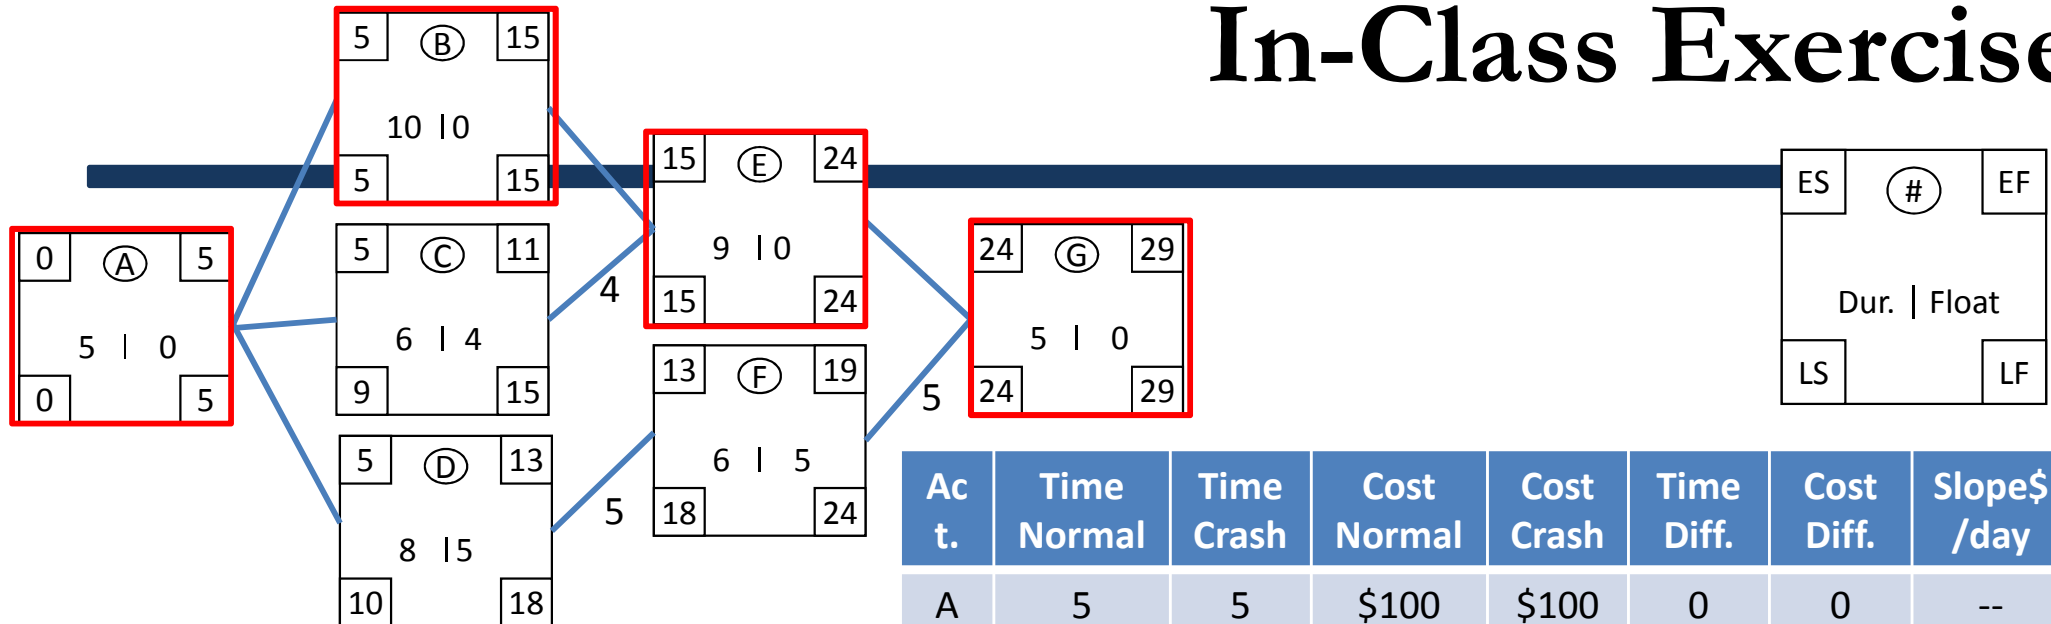 In-Class Exercise
5 B 15
10 | 0
5 15
0 A 5
5 | 0
0 5
5 C 11
6 | 4
9 15
4
5 D 13
8 | 5
10 18
5
15 E 24
9 | 0
15 24
13 F 19
6 | 5
18 24
5
24 G 29
5 | 0
24 29
ES # EF
Dur. | Float
LS LF
Ac Time Time Cost Cost Time Cost Slope$
t. Normal Crash Normal Crash Diff. Diff. /day
A 5 5 $100 $100 0 0 --